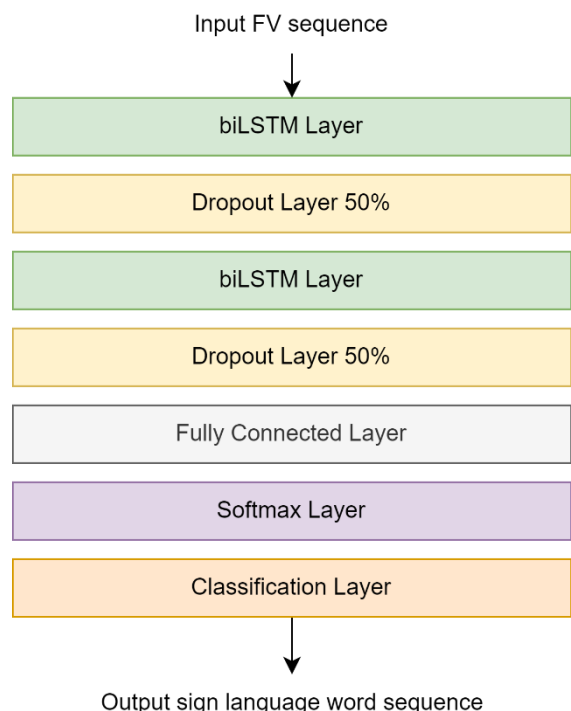 Input FV sequence
biLSTM Layer
Dropout Layer 50%
biLSTM Layer
Dropout Layer 50%
Fully Connected Layer
Softmax Layer
Classification Layer
Output sign language word sequence